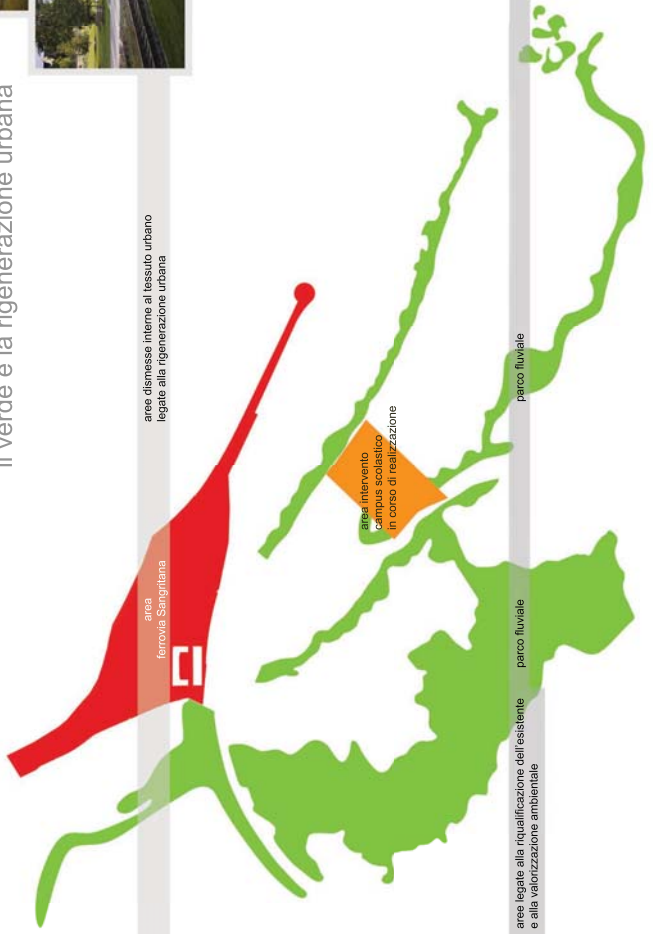 il verde e la rigenerazione urbana
aree dismesse interne al tessuto urbano
legate alla rigenerazione urbana
area
ferrovia Sangritana
area intervento
campus scolastico
in corso di realizzazione
parco fluviale
parco fluviale
aree legate alla riqualificazione dell'esistente
e alla valorizzazione ambientale